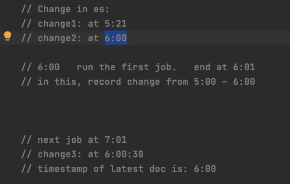 // Change in es:
// change1: at 5:21
// change2: at 6:00
// 6:00   run the first job.   end at 6:01
// in this, record change from 5:00 - 6:00
// next job at 7:01
// change3: at 6:00:30
// timestamp of latest doc is: 6:00